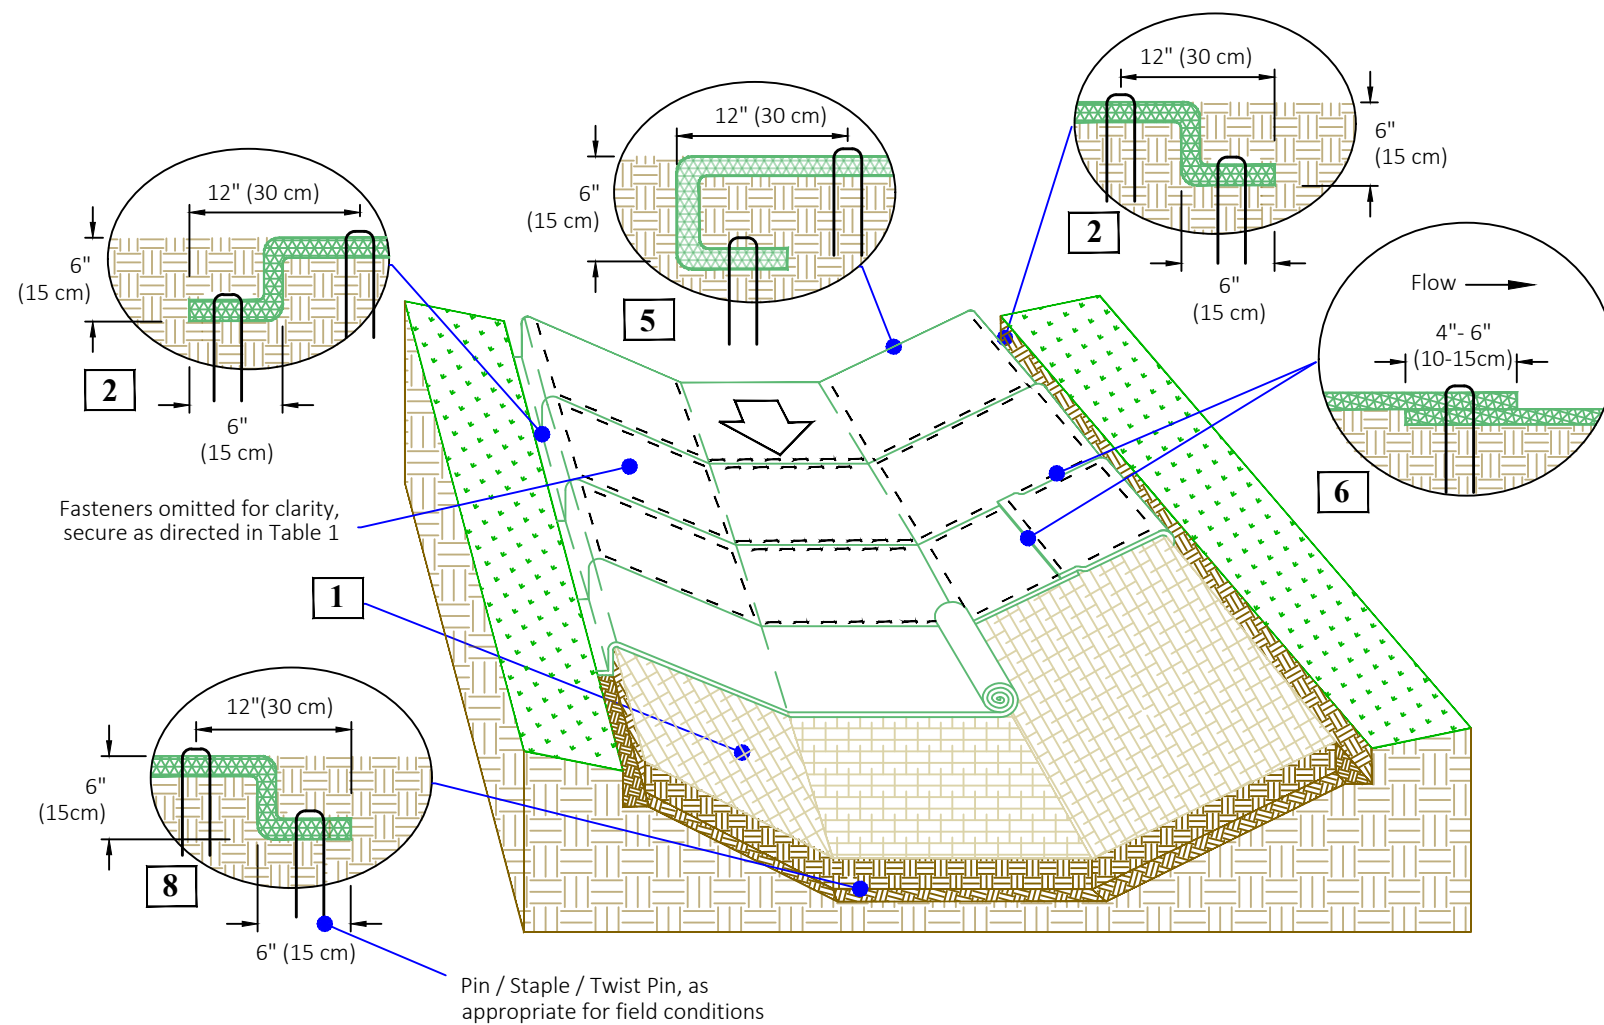 12" (30 cm)
6"
(15 cm)
2
6"
(15 cm)
12" (30 cm)
6"
(15 cm)
5
12" (30 cm)
6"
(15 cm)
2
6"
(15 cm)
Flow
4"- 6"
(10-15cm)
6
Fasteners omitted for clarity,
secure as directed in Table 1
1
12"(30 cm)
6"
(15cm)
8
6" (15 cm)
Pin / Staple / Twist Pin, as
appropriate for field conditions